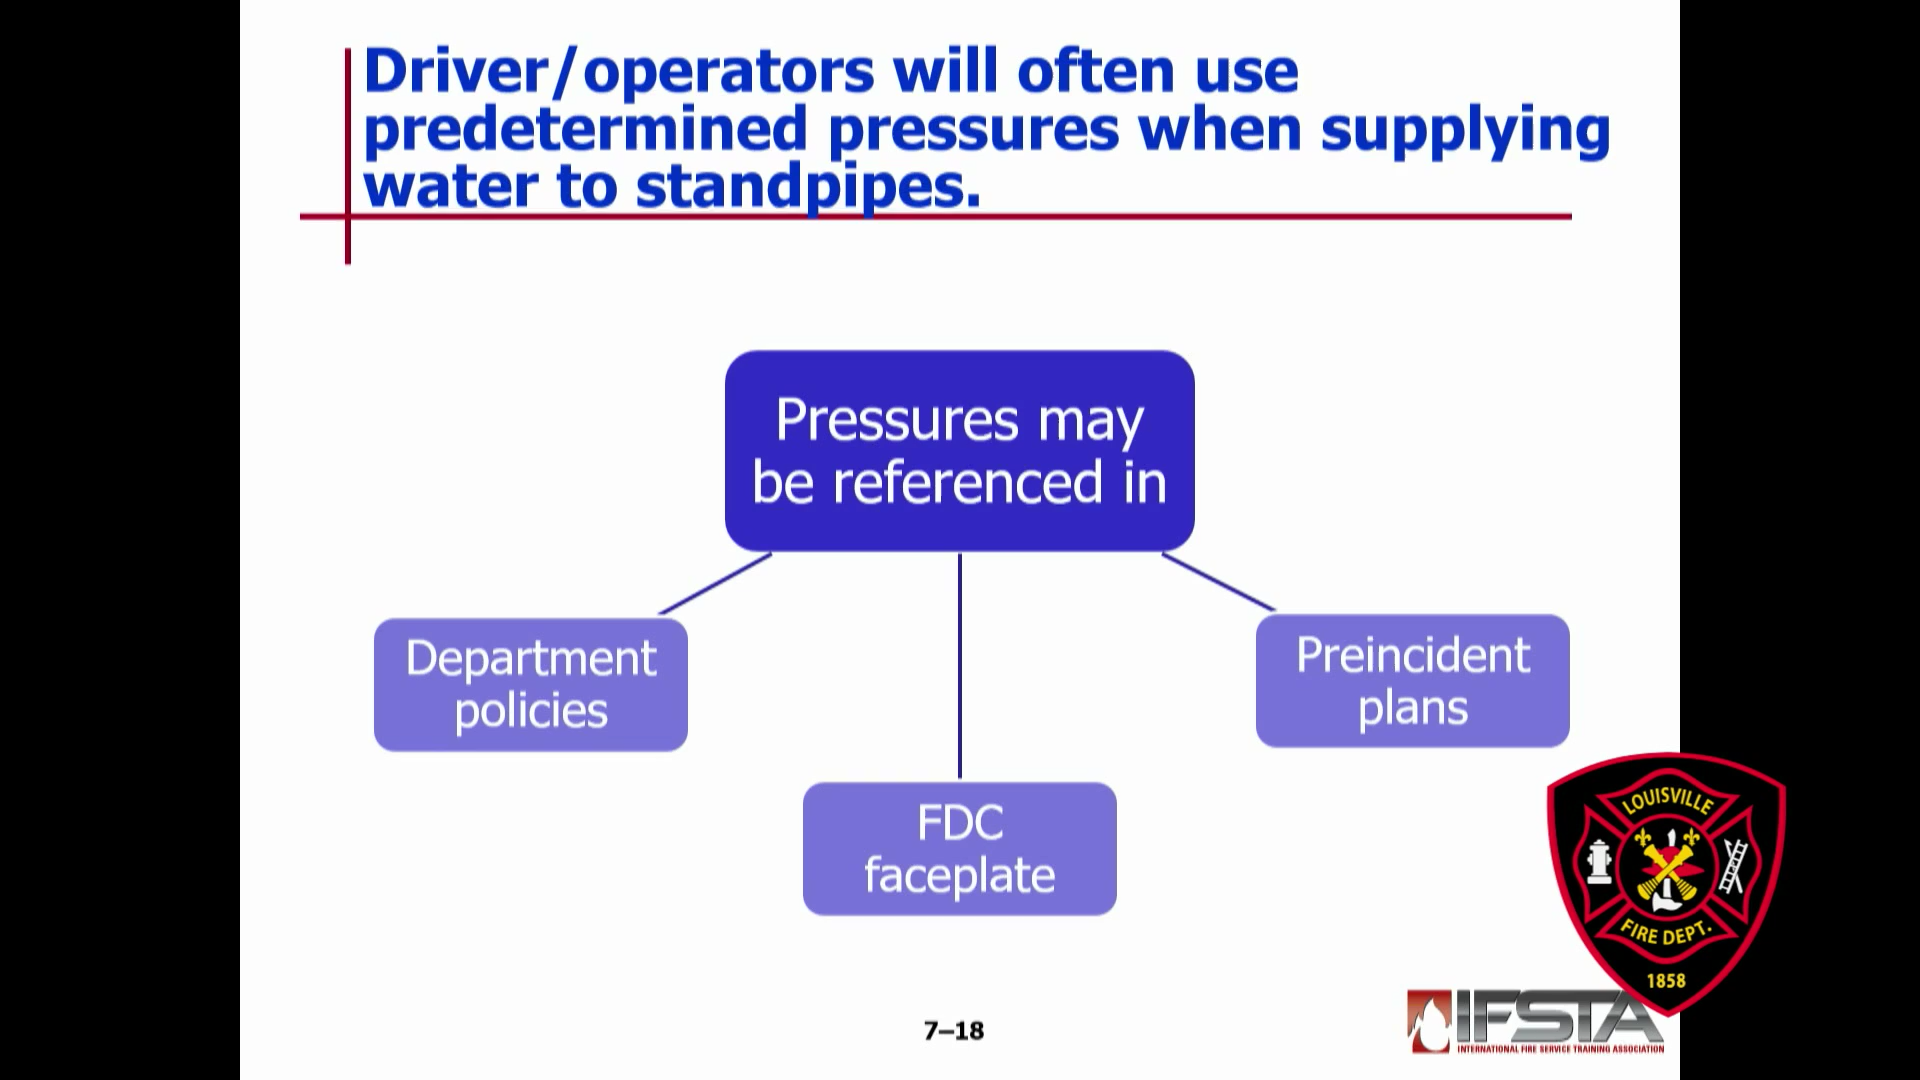 Driver/operators will often use
predetermined pressures when supplying
water to standpipes.
Pressures may
be referenced in
Department
policies
Preincident
plans
FDC
faceplate
LOUISVILLE
FIRE DEPT.
1858
7–18
IFSTA
INTERNATIONAL FIRE SERVICE TRAINING ASSOCIATION